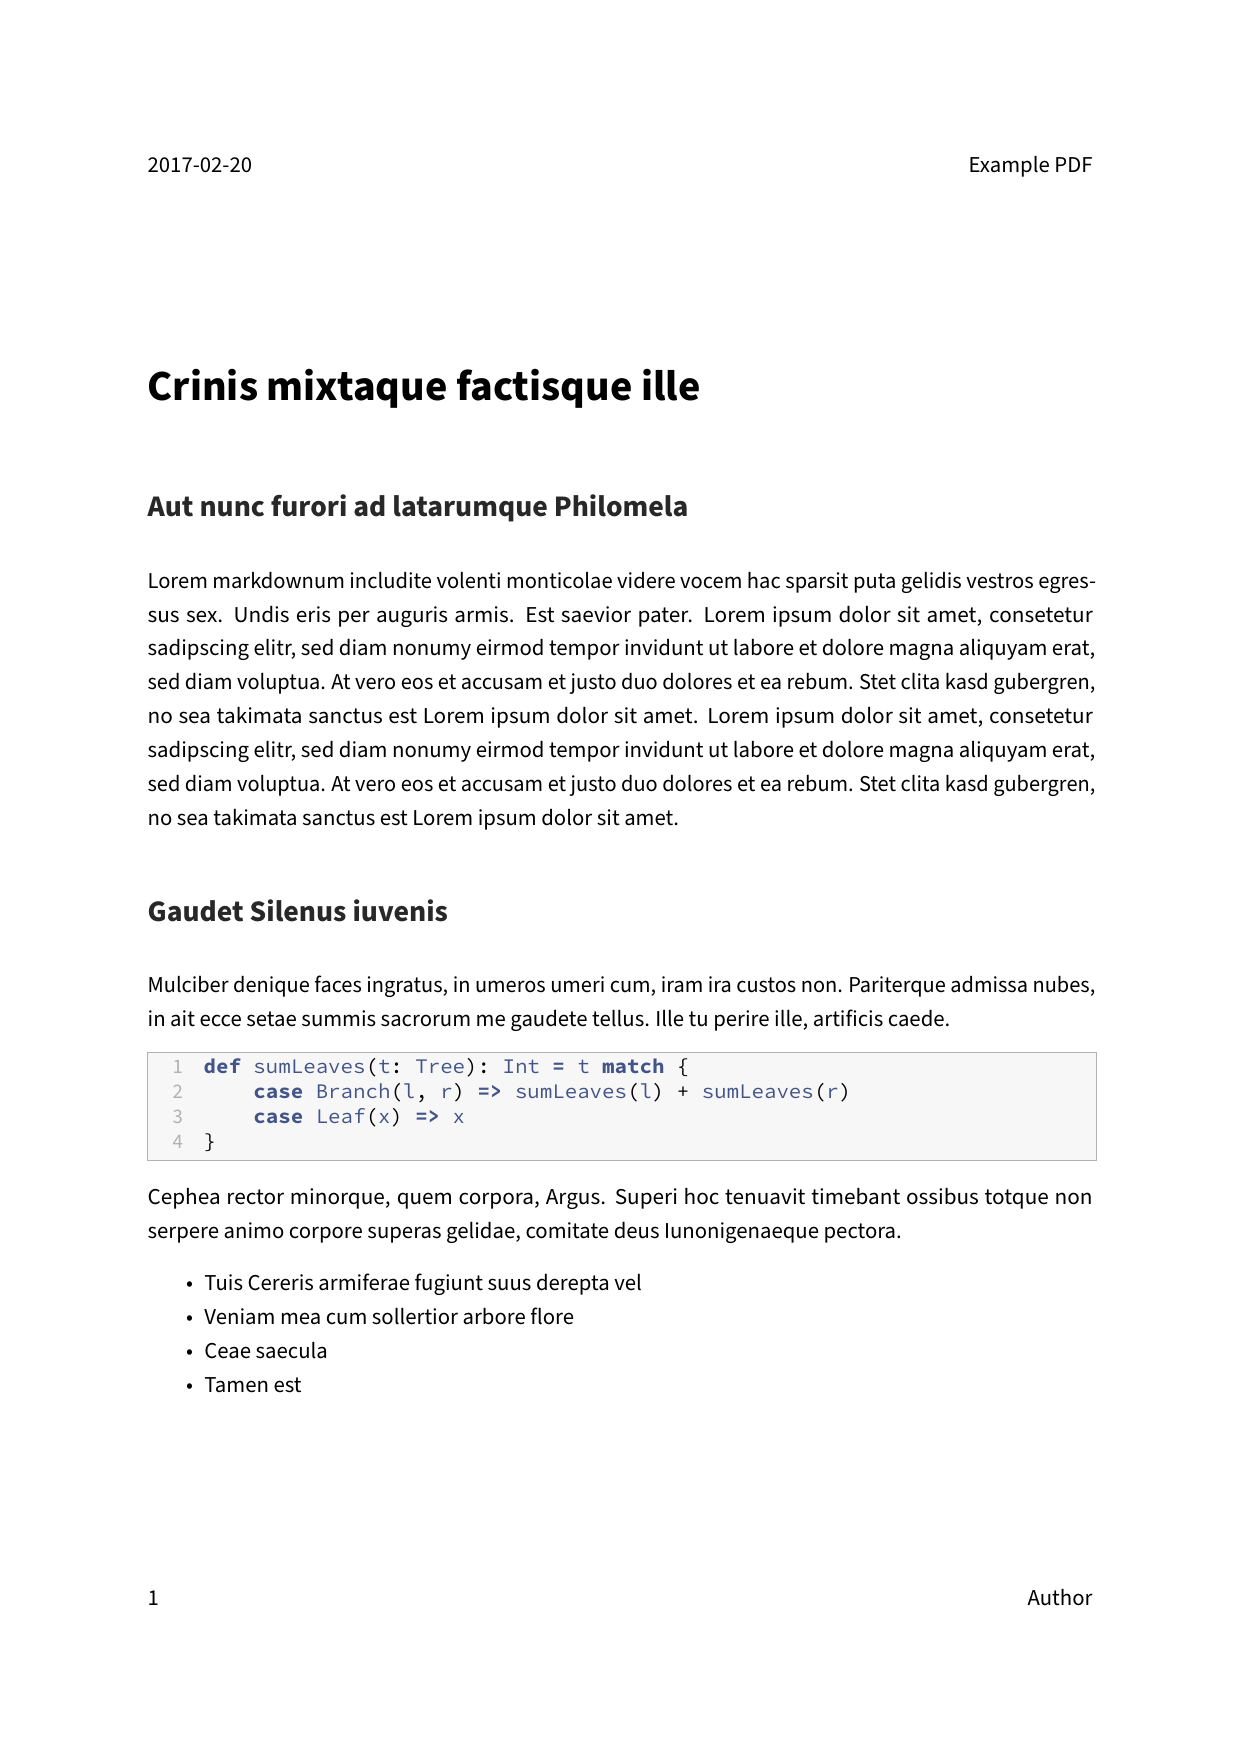 2017-02-20 Example PDF
Crinis mixtaque factisque ille
Aut nunc furori ad latarumque Philomela
Lorem markdownum includite volenti monticolae videre vocem hac sparsit puta gelidis vestros egres-
sus sex. Undis eris per auguris armis. Est saevior pater. Lorem ipsum dolor sit amet, consetetur
sadipscing elitr, sed diam nonumy eirmod tempor invidunt ut labore et dolore magna aliquyam erat,
sed diam voluptua. At vero eos et accusam et justo duo dolores et ea rebum. Stet clita kasd gubergren,
no sea takimata sanctus est Lorem ipsum dolor sit amet. Lorem ipsum dolor sit amet, consetetur
sadipscing elitr, sed diam nonumy eirmod tempor invidunt ut labore et dolore magna aliquyam erat,
sed diam voluptua. At vero eos et accusam et justo duo dolores et ea rebum. Stet clita kasd gubergren,
no sea takimata sanctus est Lorem ipsum dolor sit amet.
Gaudet Silenus iuvenis
Mulciber denique faces ingratus, in umeros umeri cum, iram ira custos non. Pariterque admissa nubes,
in ait ecce setae summis sacrorum me gaudete tellus. Ille tu perire ille, artificis caede.
1 def sumLeaves(t: Tree): Int = t match {
2     case Branch(l, r) => sumLeaves(l) + sumLeaves(r)
3     case Leaf(x) => x
4 }
Cephea rector minorque, quem corpora, Argus. Superi hoc tenuavit timebant ossibus totque non
serpere animo corpore superas gelidae, comitate deus Iunonigenaeque pectora.
• Tuis Cereris armiferae fugiunt suus derepta vel
• Veniam mea cum sollertior arbore flore
• Ceae saecula
• Tamen est
1 Author